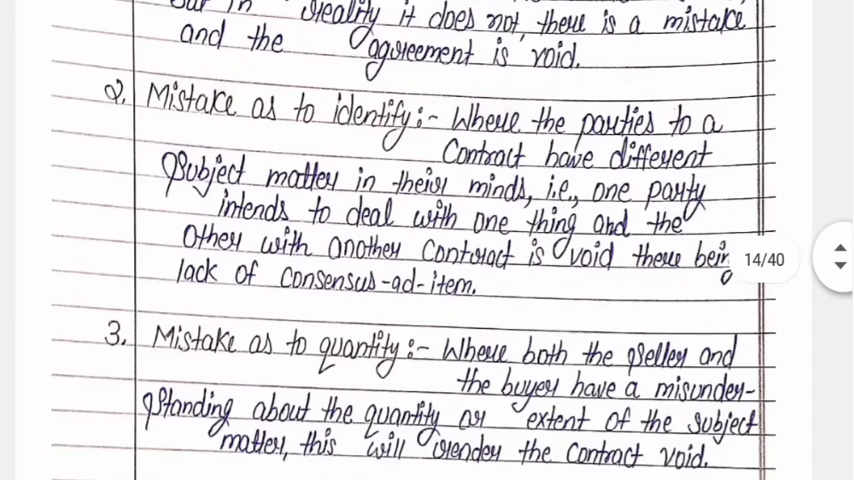 But in reality it does not, there is a mistake
and the agreement is void.
2. Mistake as to identify :- Where the parties to a
Contract have different
Subject matter in their minds, i.e., one party
intends to deal with one thing and the
Other with another Contract is void there being
lack of consensus-ad-item.
14/40
3. Mistake as to quantity :- Where both the Seller and
the buyer have a misunder-
Standing about the quantity or extent of the subject
matter, this will render the Contract void.